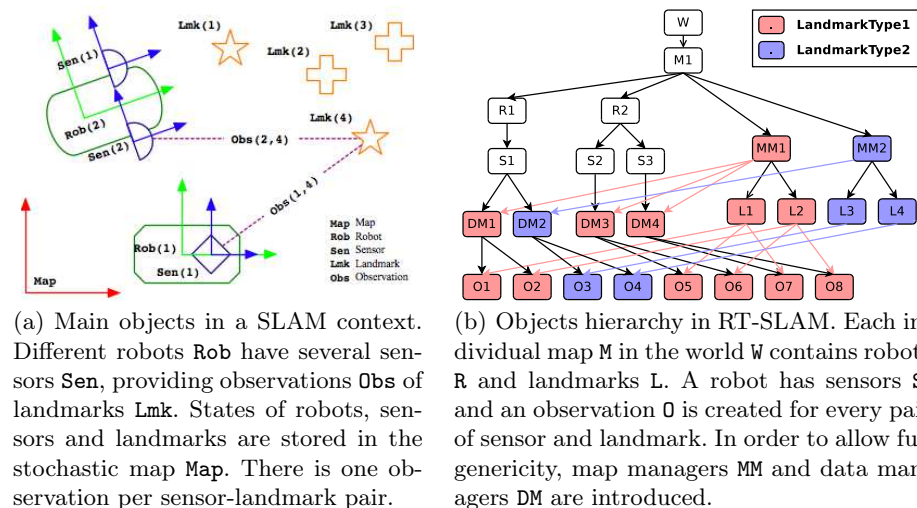 Lmk(1)
Lmk(3)
Lmk(2)
Sen(1)
Rob(2)
Sen(2)
Lmk(4)
Obs(2,4)
Obs(1,4)
Rob(1)
Sen(1)
Map
Map Map
Rob Robot
Sen Sensor
Lmk Landmark
Obs Observation
W
M1
. LandmarkType1
. LandmarkType2
R1 R2
S1 S2 S3 MM1 MM2
DM1 DM2 DM3 DM4 L1 L2 L3 L4
O1 O2 O3 O4 O5 O6 O7 O8
(a) Main objects in a SLAM context.
Different robots Rob have several sen-
sors Sen, providing observations Obs of
landmarks Lmk. States of robots, sen-
sors and landmarks are stored in the
stochastic map Map. There is one ob-
servation per sensor-landmark pair.
(b) Objects hierarchy in RT-SLAM. Each in
dividual map M in the world W contains robot
R and landmarks L. A robot has sensors S
and an observation O is created for every pair
of sensor and landmark. In order to allow ful
genericity, map managers MM and data man
agers DM are introduced.